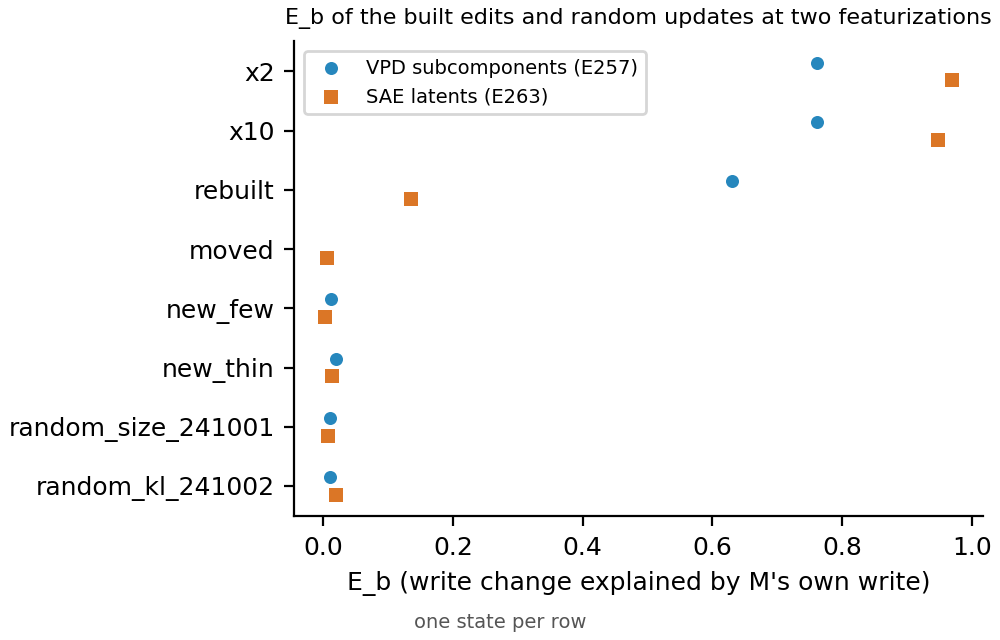 E_b of the built edits and random updates at two featurizations
VPD subcomponents (E257)
SAE latents (E263)
x2
x10
rebuilt
moved
new_few
new_thin
random_size_241001
random_kl_241002
0.0 0.2 0.4 0.6 0.8 1.0
E_b (write change explained by M's own write)
one state per row